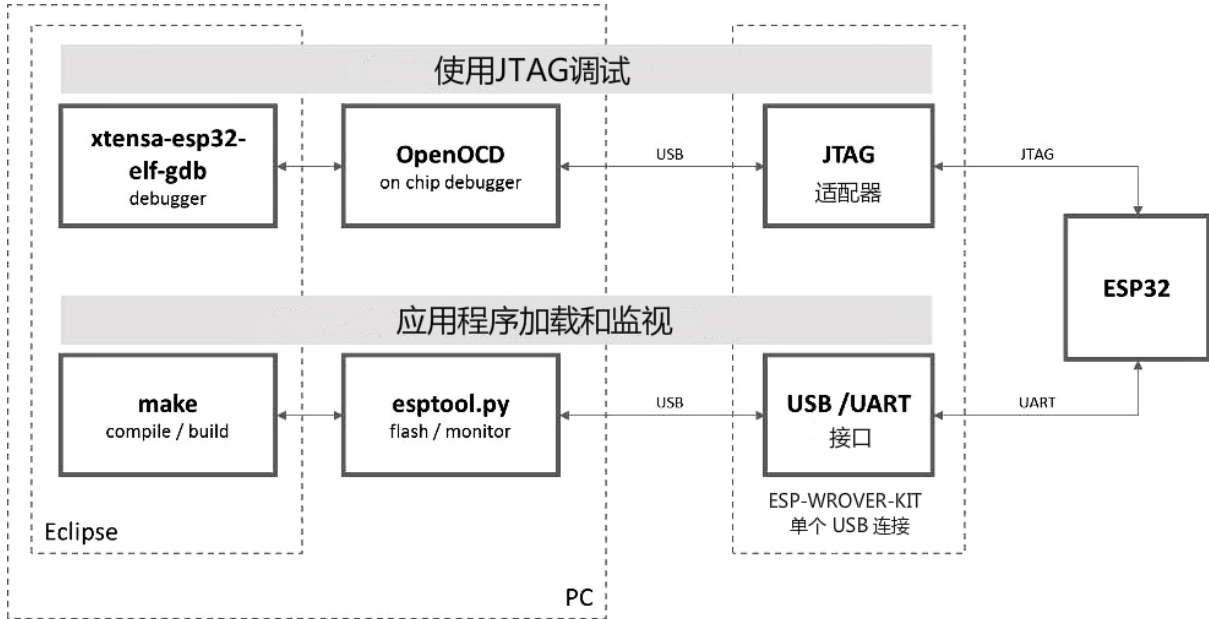 使用JTAG调试
xtensa-esp32-
elf-gdb
debugger
OpenOCD
on chip debugger
USB
JTAG
适配器
JTAG
ESP32
应用程序加载和监视
make
compile / build
esptool.py
flash / monitor
USB
USB /UART
接口
UART
ESP-WROVER-KIT
单个 USB 连接
Eclipse
PC